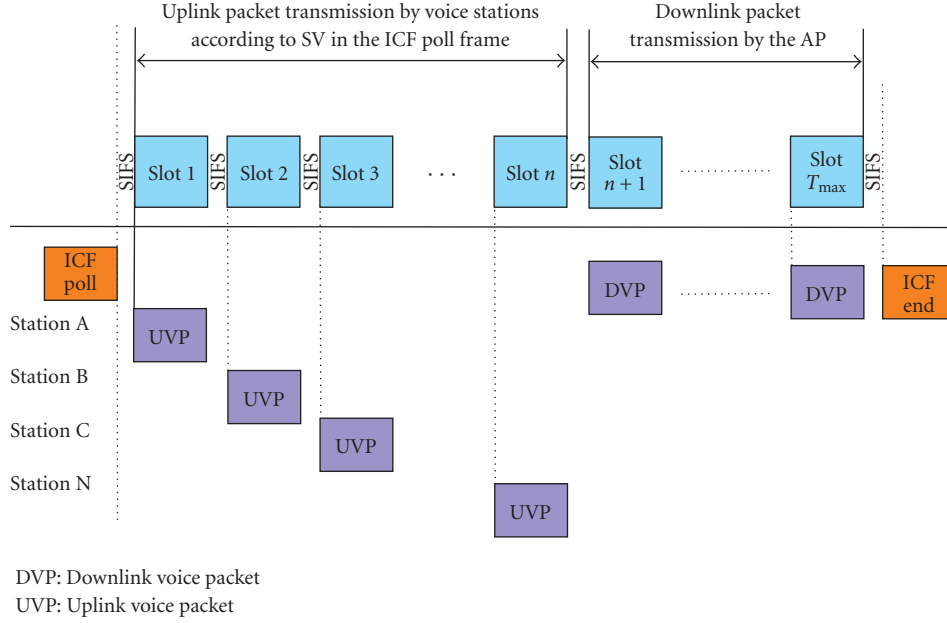 Uplink packet transmission by voice stations
according to SV in the ICF poll frame
Downlink packet
transmission by the AP
SIFS
Slot 1
SIFS
Slot 2
SIFS
Slot 3
. . .
Slot n
SIFS
Slot
n + 1
Slot
Tmax
SIFS
ICF
poll
DVP
DVP
ICF
end
Station A
UVP
Station B
UVP
Station C
UVP
Station N
UVP
DVP: Downlink voice packet
UVP: Uplink voice packet